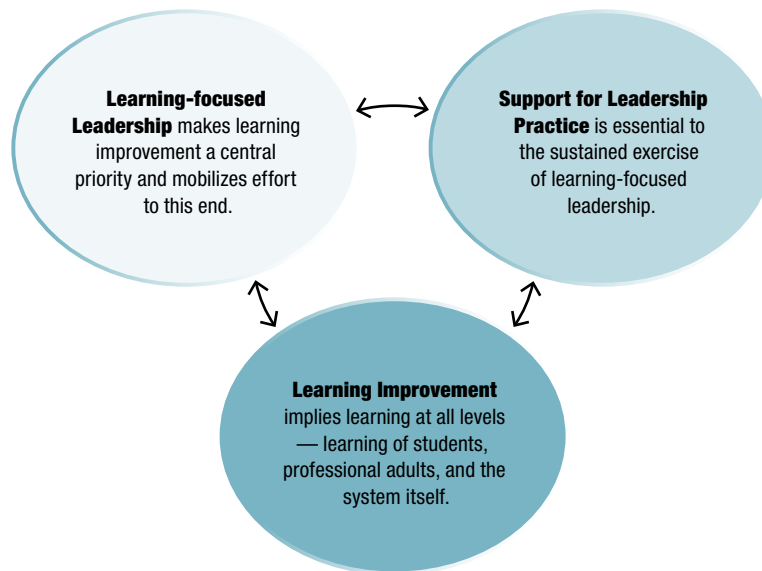 Learning-focused
Leadership makes learning
improvement a central
priority and mobilizes effort
to this end.
Support for Leadership
Practice is essential to
the sustained exercise
of learning-focused
leadership.
Learning Improvement
implies learning at all levels
— learning of students,
professional adults, and the
system itself.